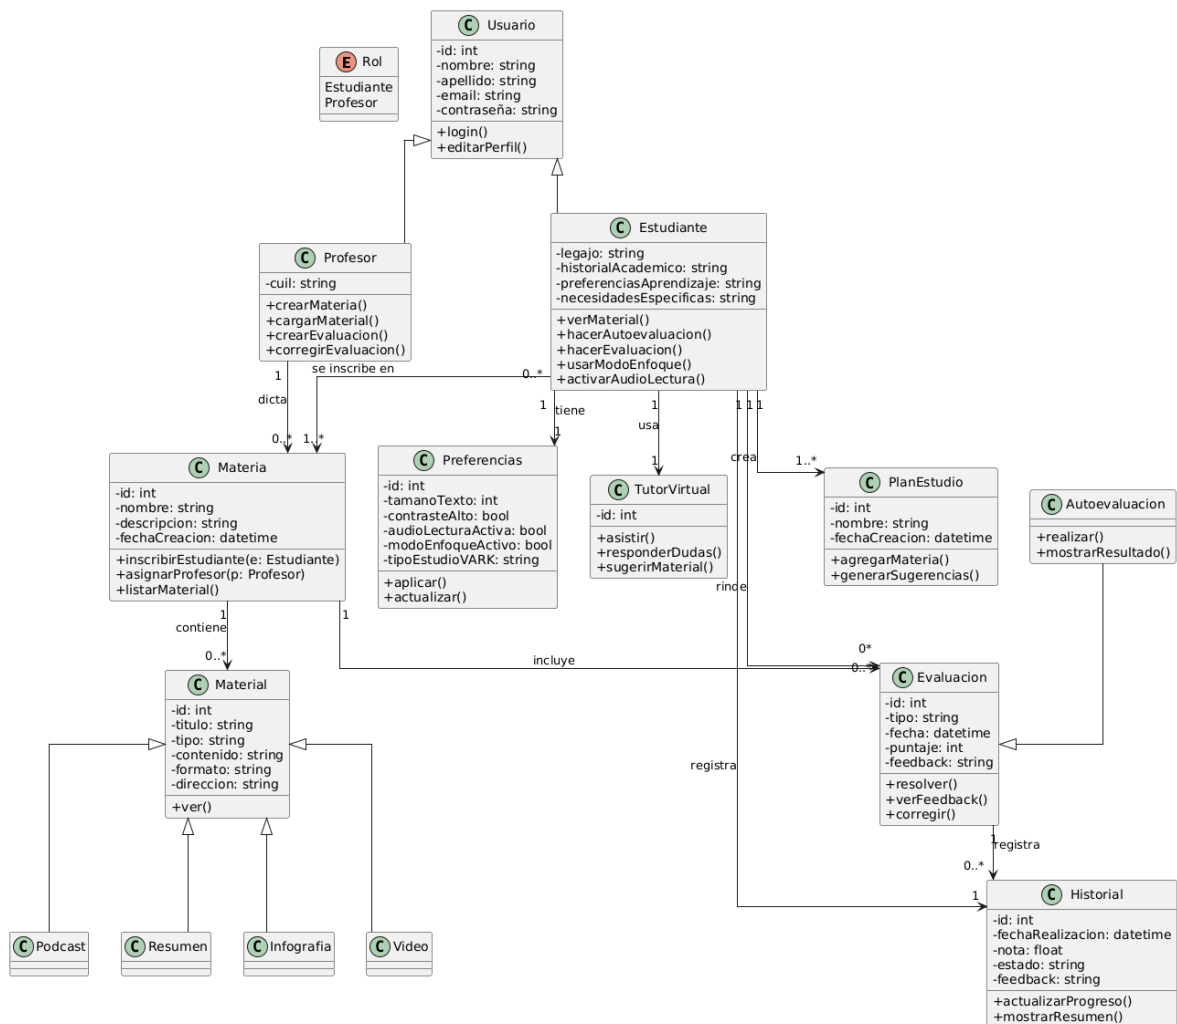 C Usuario
-id: int
-nombre: string
-apellido: string
-email: string
-contraseña: string
+login()
+editarPerfil()
E Rol
Estudiante
Profesor
C Profesor
-cuil: string
+crearMateria()
+cargarMaterial()
+crearEvaluacion()
+corregirEvaluacion()
C Estudiante
-legajo: string
-historialAcademico: string
-preferenciasAprendizaje: string
-necesidadesEspecificas: string
+verMaterial()
+hacerAutoevaluacion()
+hacerEvaluacion()
+usarModoEnfoque()
+activarAudioLectura()
1
dicta
0..*
se inscribe en
0..*
1..*
1
tiene
1
1
usa
1
1
1
1
crea
1..*
rinde
0*
registra
1
C Materia
-id: int
-nombre: string
-descripcion: string
-fechaCreacion: datetime
+inscribirEstudiante(e: Estudiante)
+asignarProfesor(p: Profesor)
+listarMaterial()
C Preferencias
-id: int
-tamanoTexto: int
-contrasteAlto: bool
-audioLecturaActiva: bool
-modoEnfoqueActivo: bool
-tipoEstudioVARK: string
+aplicar()
+actualizar()
C TutorVirtual
-id: int
+asistir()
+responderDudas()
+sugerirMaterial()
C PlanEstudio
-id: int
-nombre: string
-fechaCreacion: datetime
+agregarMateria()
+generarSugerencias()
C Autoevaluacion
+realizar()
+mostrarResultado()
1
contiene
0..*
1
incluye
0..*
C Material
-id: int
-titulo: string
-tipo: string
-contenido: string
-formato: string
-direccion: string
+ver()
C Evaluacion
-id: int
-tipo: string
-fecha: datetime
-puntaje: int
-feedback: string
+resolver()
+verFeedback()
+corregir()
1
registra
0..*
C Podcast
C Resumen
C Infografia
C Video
C Historial
-id: int
-fechaRealizacion: datetime
-nota: float
-estado: string
-feedback: string
+actualizarProgreso()
+mostrarResumen()